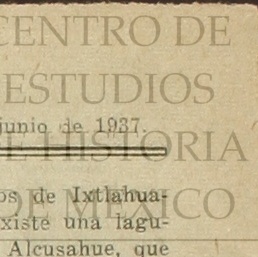 CENTRO DE
ESTUDIOS
junio de 1937.
DE HISTORIA
os de Ixtlahua-
DE MEXICO
xiste una lagu-
Alcusahue, que